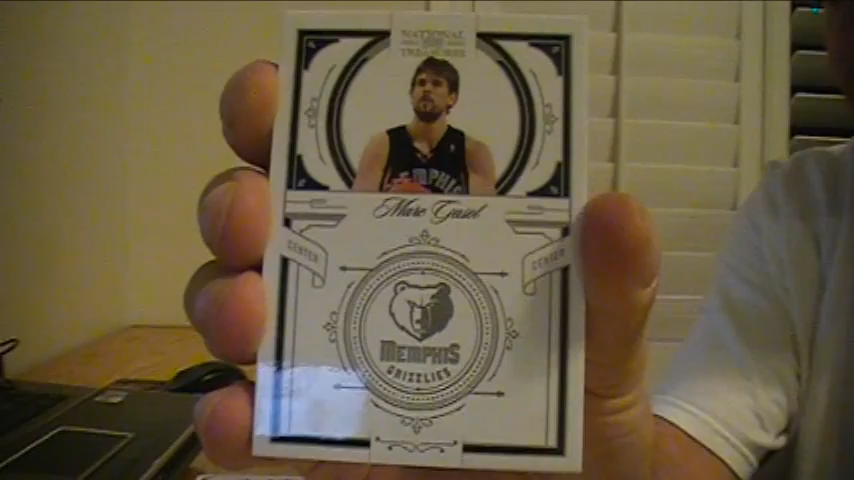 NATIONAL
TREASURES
MEMPHIS
Marc Gasol
CENTER
CENTER
MEMPHIS
GRIZZLIES